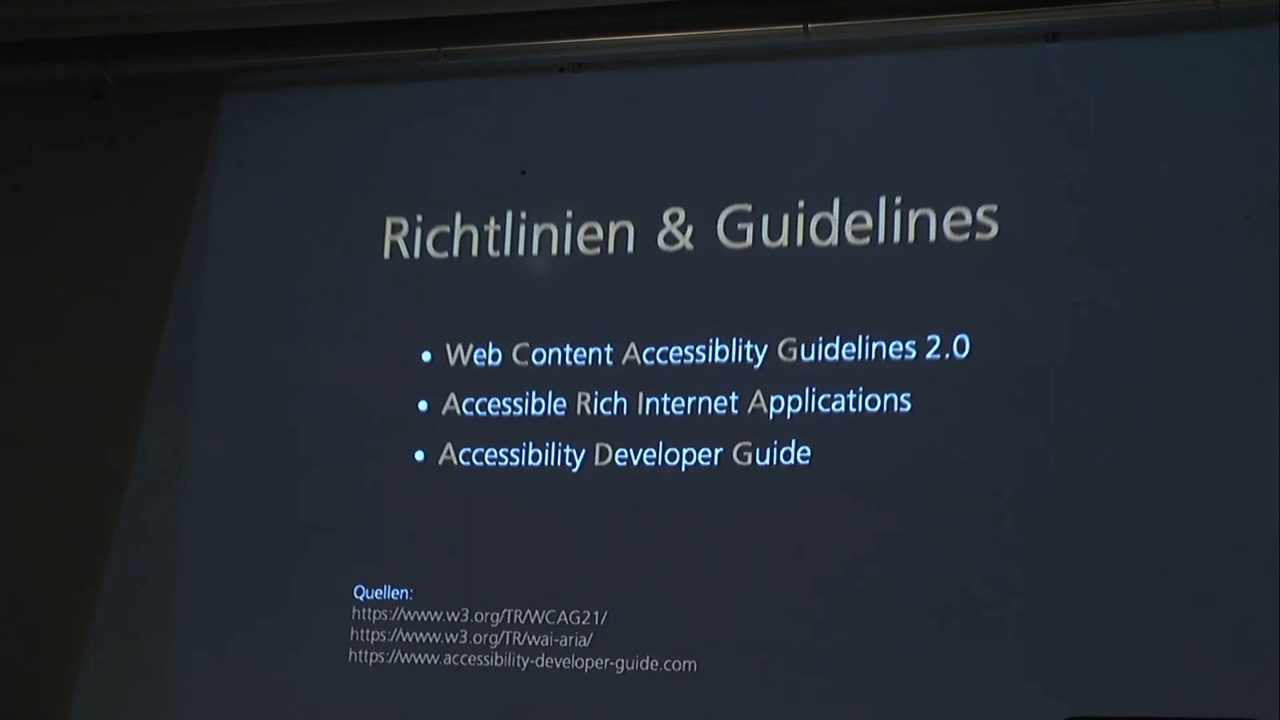 Richtlinien & Guidelines
• Web Content Accessiblity Guidelines 2.0
• Accessible Rich Internet Applications
• Accessibility Developer Guide
Quellen:
https://www.w3.org/TR/WCAG21/
https://www.w3.org/TR/wai-aria/
https://www.accessibility-developer-guide.com